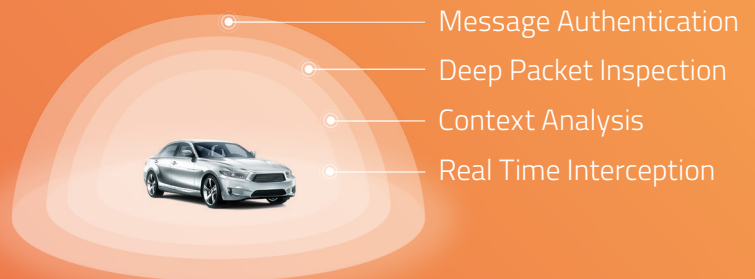 Message Authentication
Deep Packet Inspection
Context Analysis
Real Time Interception